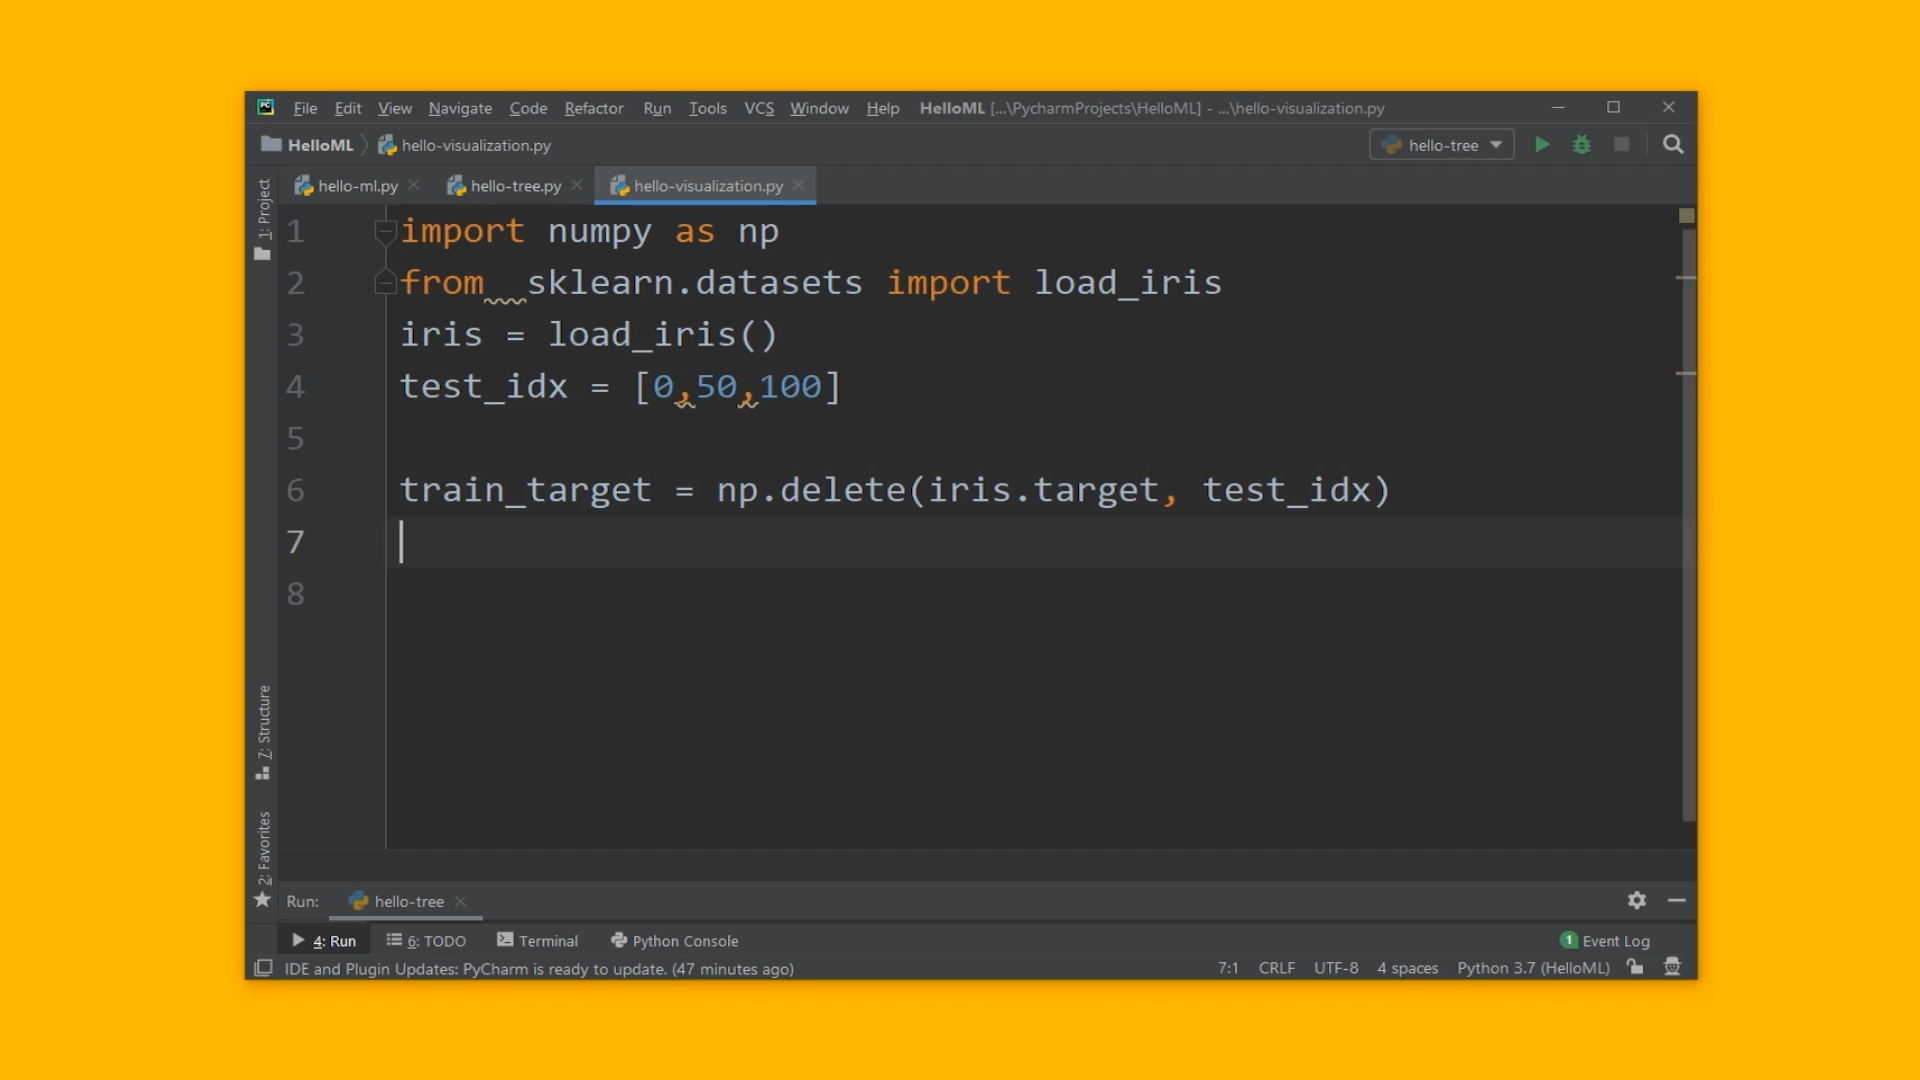 File Edit View Navigate Code Refactor Run Tools VCS Window Help HelloML [...\PycharmProjects\HelloML] - ...\hello-visualization.py
HelloML hello-visualization.py hello-tree
hello-ml.py hello-tree.py hello-visualization.py
1: Project
1 import numpy as np
2 from  sklearn.datasets import load_iris
3 iris = load_iris()
4 test_idx = [0,50,100]
5
6 train_target = np.delete(iris.target, test_idx)
7
8
7: Structure
2: Favorites
Run: hello-tree
4: Run 6: TODO Terminal Python Console 1 Event Log
IDE and Plugin Updates: PyCharm is ready to update. (47 minutes ago) 7:1 CRLF UTF-8 4 spaces Python 3.7 (HelloML)